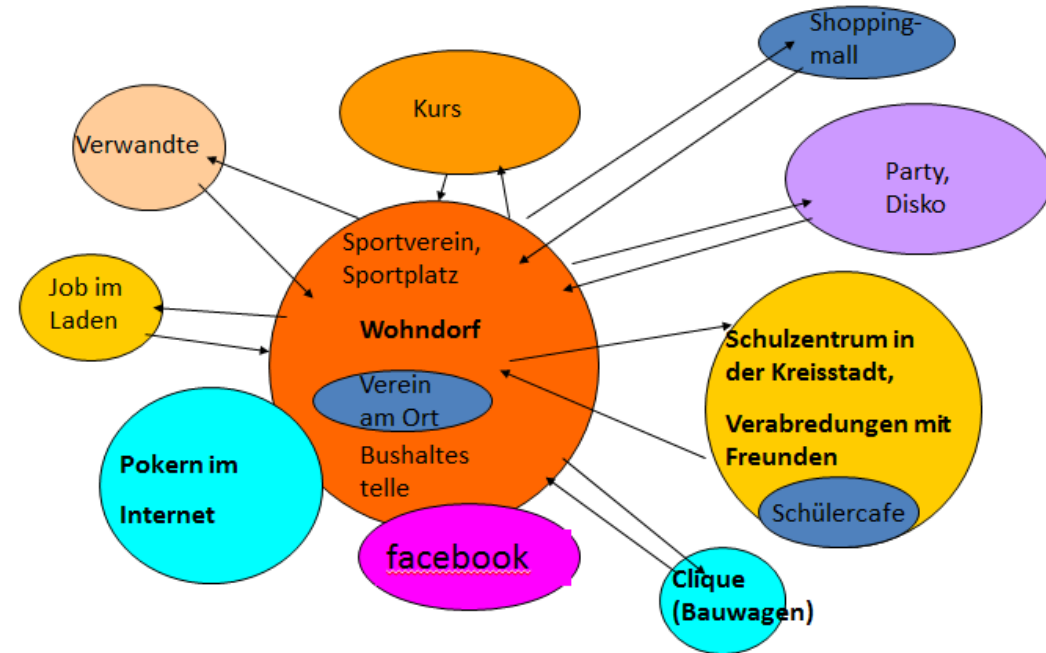 Shopping-
mall
Kurs
Verwandte
Party,
Disko
Sportverein,
Sportplatz
Job im
Laden
Wohndorf
Schulzentrum in
der Kreisstadt,
Verabredungen mit
Freunden
Verein
am Ort
Bushaltes
telle
Pokern im
Internet
Schülercafe
facebook
Clique
(Bauwagen)